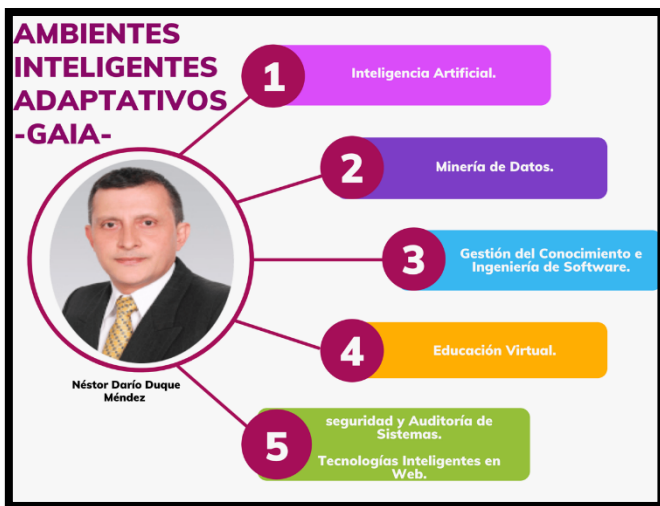 AMBIENTES
INTELIGENTES
ADAPTATIVOS
-GAIA-
1
Inteligencia Artificial.
2
Minería de Datos.
3
Gestión del Conocimiento e
Ingeniería de Software.
4
Educación Virtual.
Néstor Darío Duque
Méndez
5
seguridad y Auditoría de
Sistemas.
Tecnologías Inteligentes en
Web.